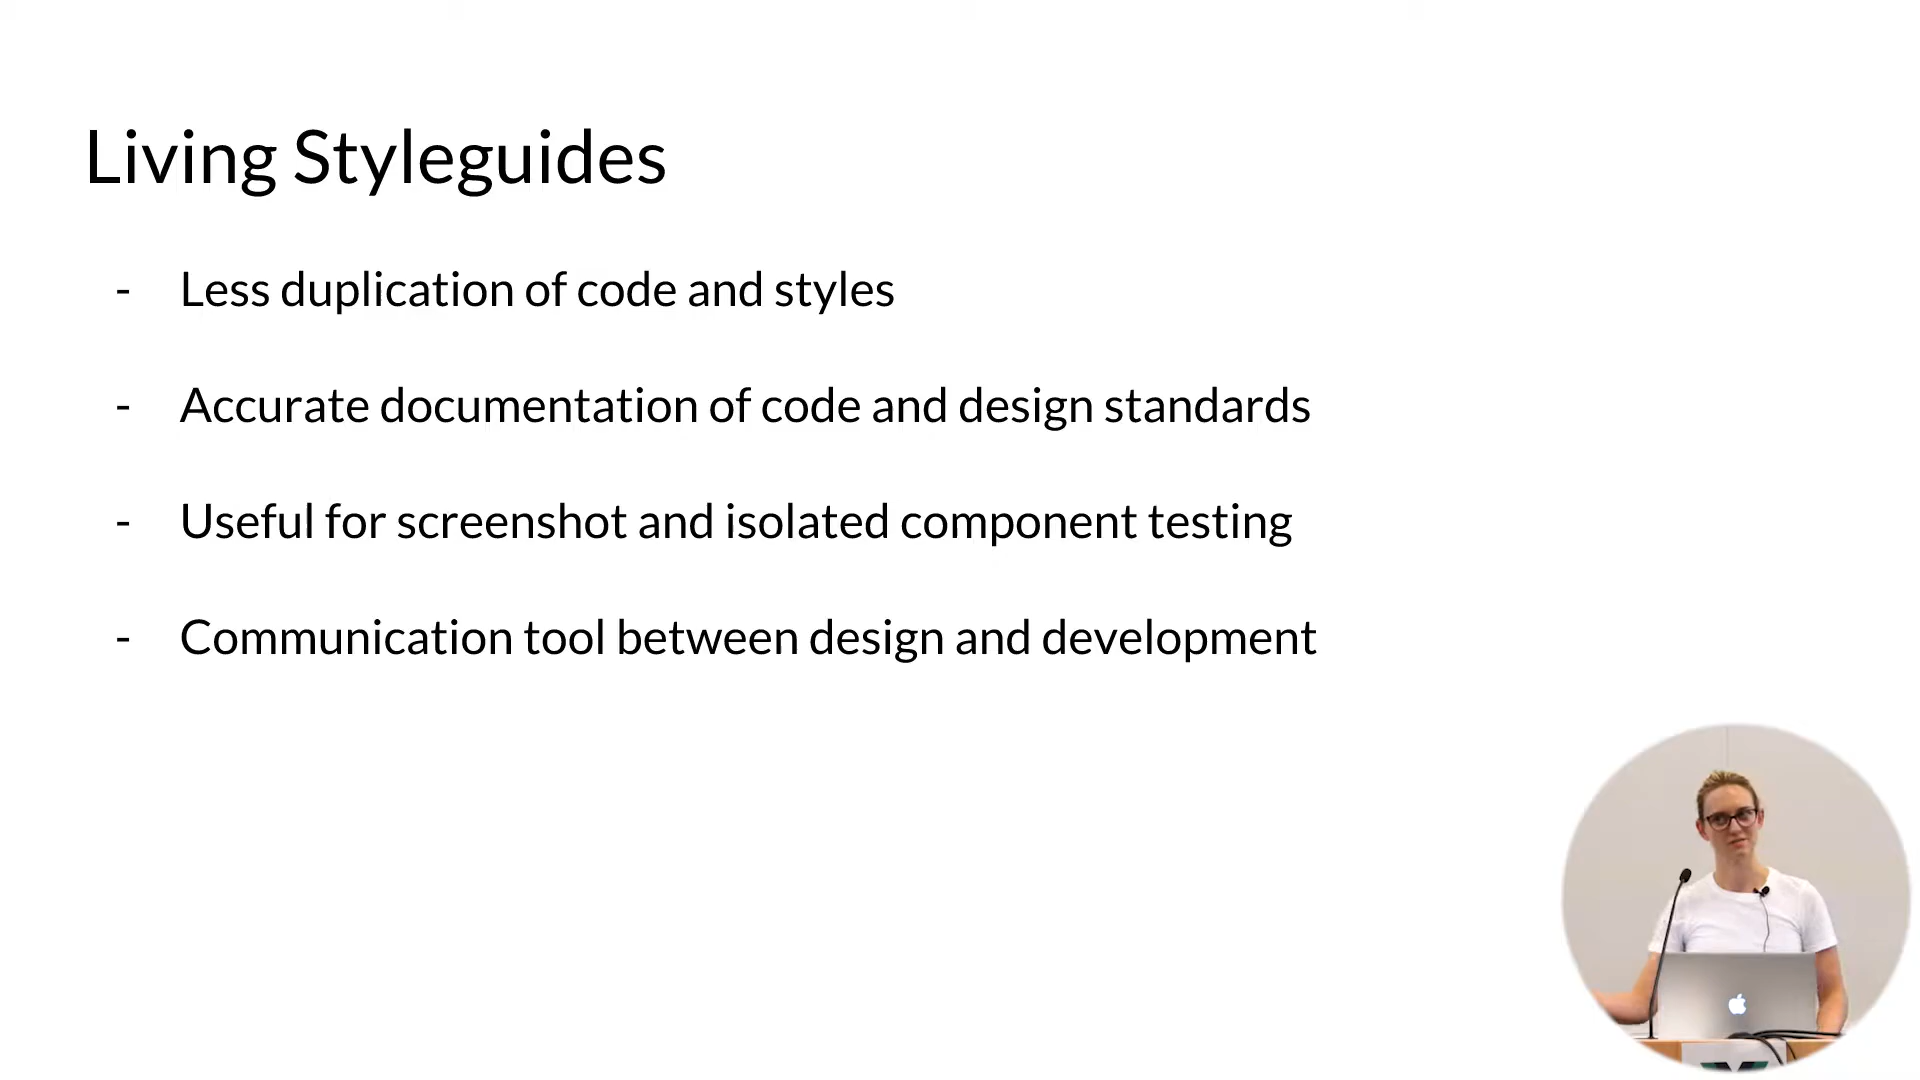 Living Styleguides
- Less duplication of code and styles
- Accurate documentation of code and design standards
- Useful for screenshot and isolated component testing
- Communication tool between design and development